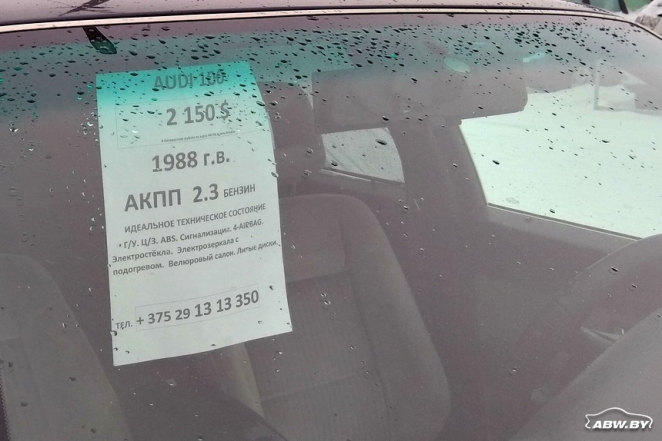 AUDI 100
2 150 $
1988 г.в.
АКПП 2.3 БЕНЗИН
ИДЕАЛЬНОЕ ТЕХНИЧЕСКОЕ СОСТОЯНИЕ
+ Г/У. Ц/З. ABS. Сигнализация. 4-AIRBAG.
Электростёкла. Электрозеркала с
подогревом. Велюровый салон. Литые диски.
ТЕЛ. + 375 29 13 13 350
ABW.BY